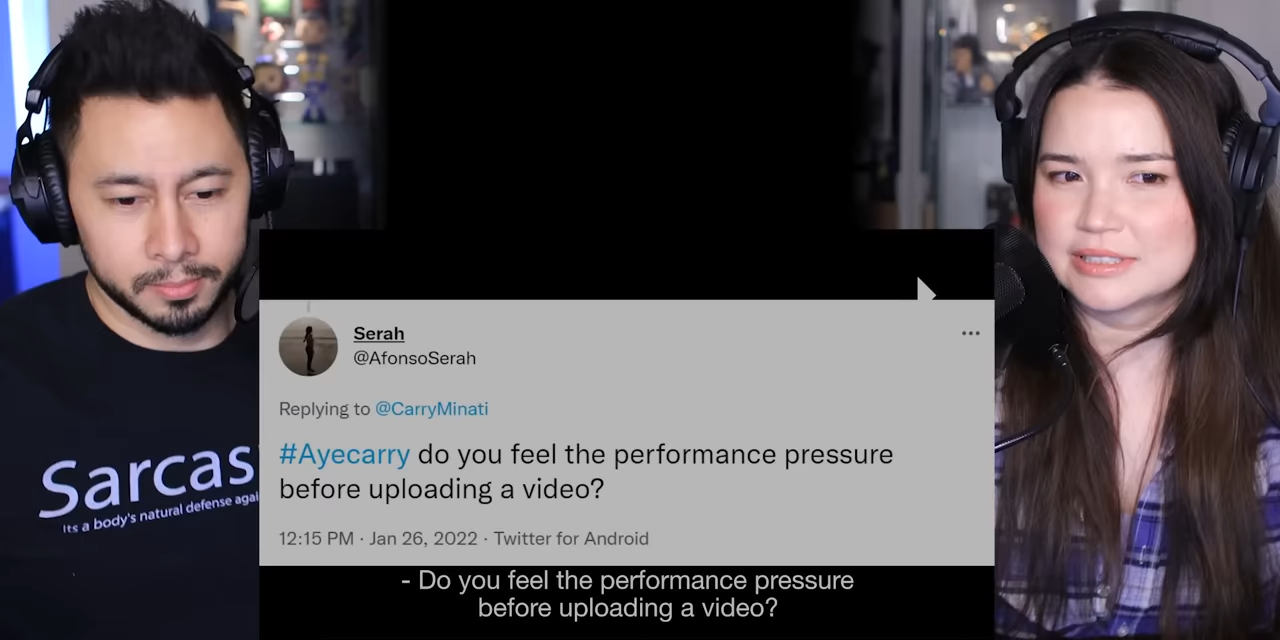 Serah
@AfonsoSerah
Replying to @CarryMinati
#Ayecarry do you feel the performance pressure
before uploading a video?
12:15 PM · Jan 26, 2022 · Twitter for Android
Sarcas
Its a body's natural defense agai
- Do you feel the performance pressure
before uploading a video?